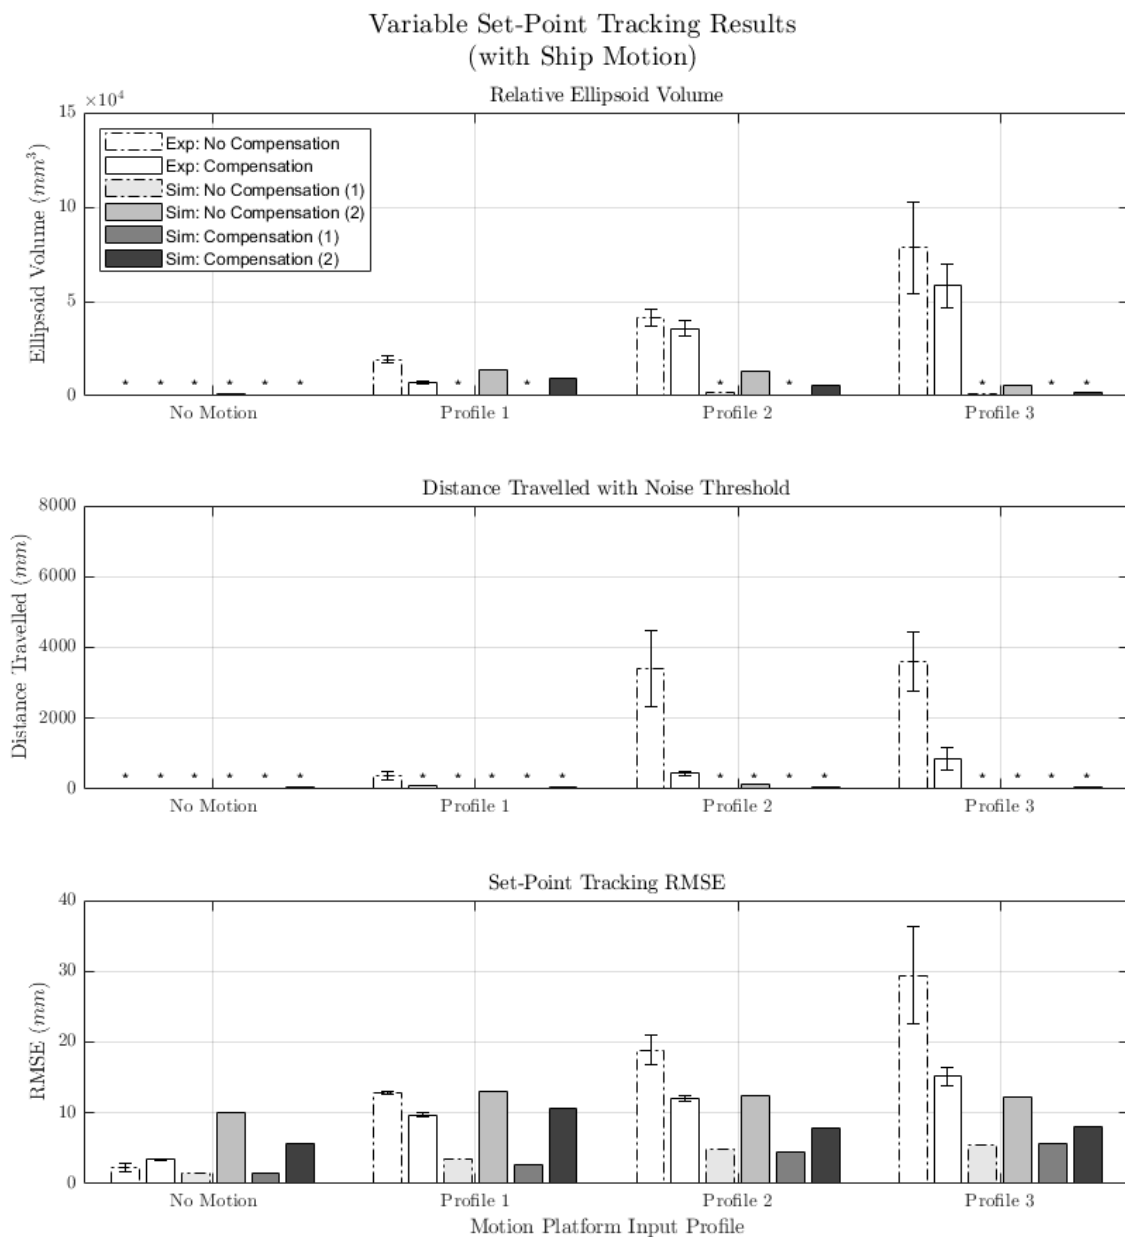 Variable Set-Point Tracking Results
(with Ship Motion)
Relative Ellipsoid Volume
×10⁴
15
10
5
0
Ellipsoid Volume (mm³)
Exp: No Compensation
Exp: Compensation
Sim: No Compensation (1)
Sim: No Compensation (2)
Sim: Compensation (1)
Sim: Compensation (2)
* * * * * * * * * * * * *
No Motion Profile 1 Profile 2 Profile 3
Distance Travelled with Noise Threshold
8000
6000
4000
2000
0
Distance Travelled (mm)
* * * * * * * * * * * * * * * * * * *
No Motion Profile 1 Profile 2 Profile 3
Set-Point Tracking RMSE
40
30
20
10
0
RMSE (mm)
No Motion Profile 1 Profile 2 Profile 3
Motion Platform Input Profile